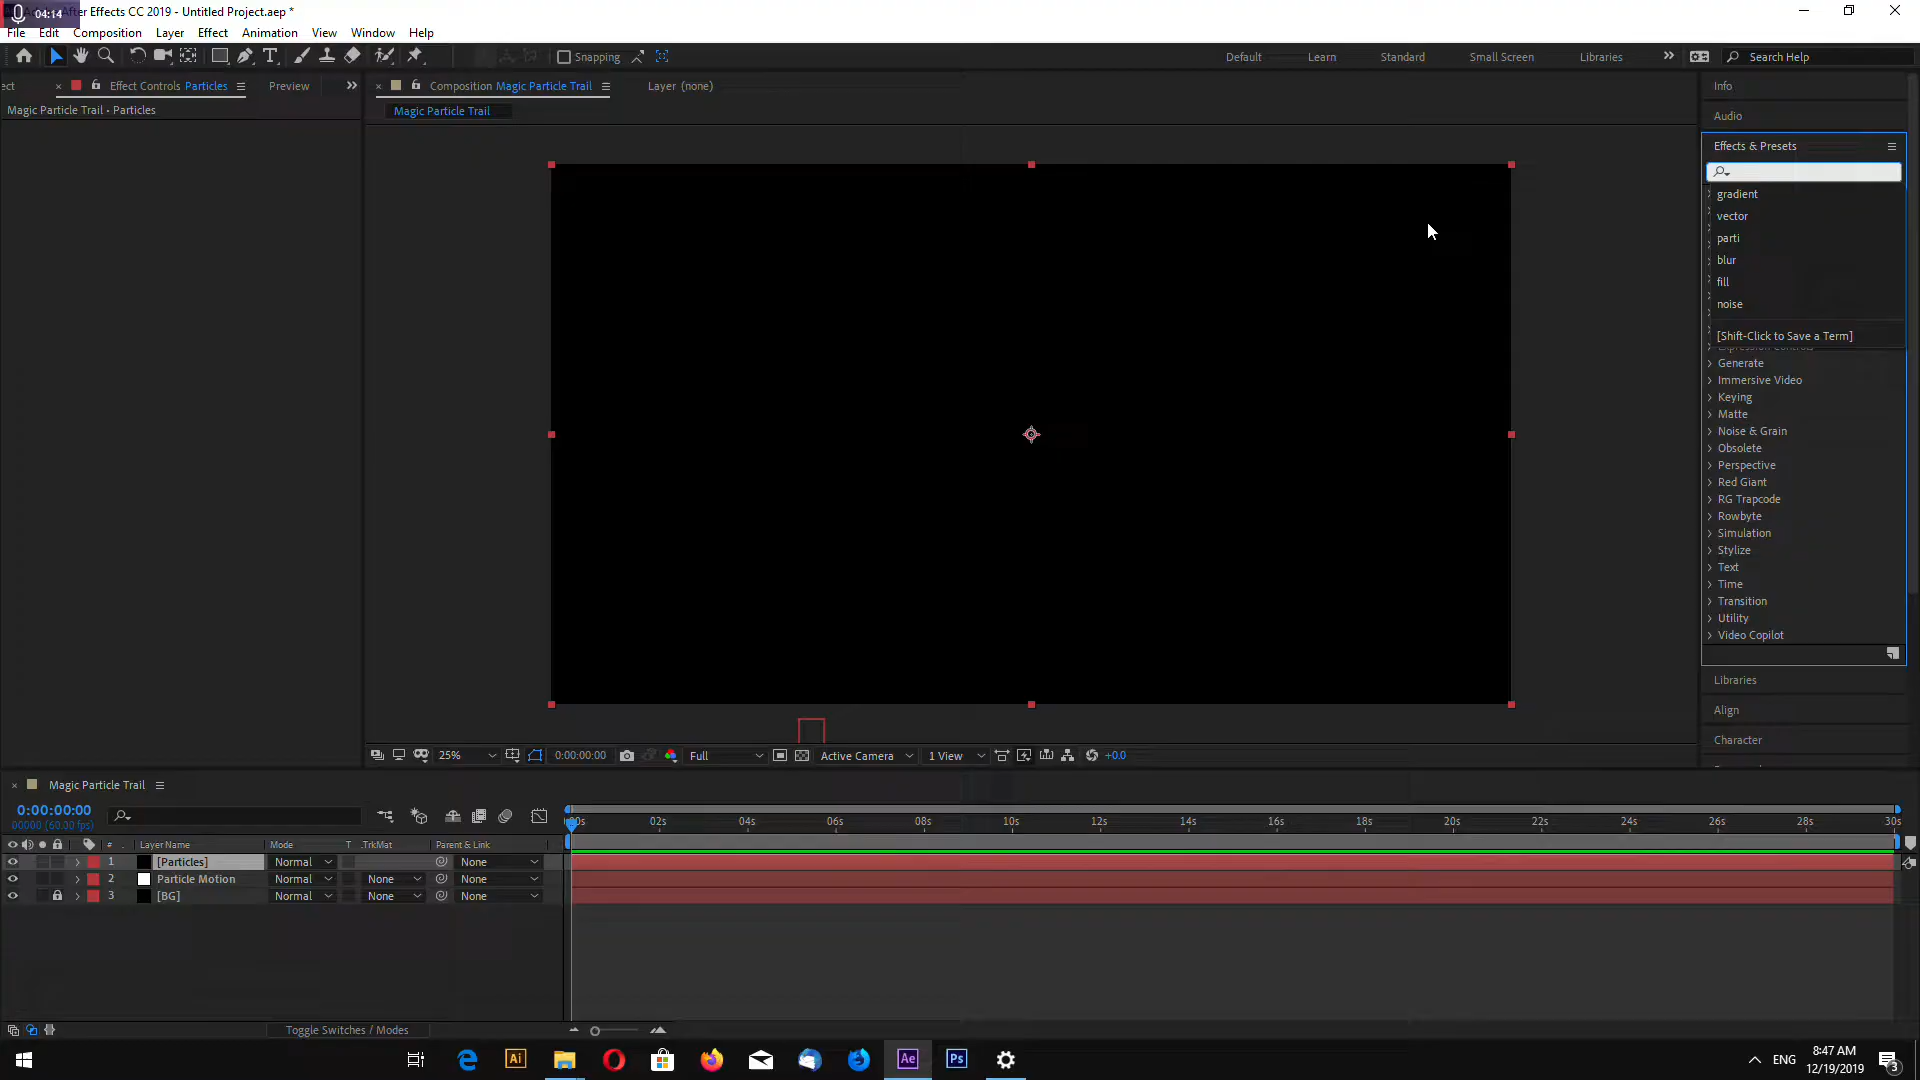 04:14
After Effects CC 2019 - Untitled Project.aep *
File Edit Composition Layer Effect Animation View Window Help
Snapping
Default Learn Standard Small Screen Libraries Search Help
Effect Controls Particles Preview
Composition Magic Particle Trail Layer (none)
Magic Particle Trail • Particles
Magic Particle Trail
Info
Audio
Effects & Presets
gradient
vector
parti
blur
fill
noise
[Shift-Click to Save a Term]
Generate
Immersive Video
Keying
Matte
Noise & Grain
Obsolete
Perspective
Red Giant
RG Trapcode
Rowbyte
Simulation
Stylize
Text
Time
Transition
Utility
Video Copilot
Libraries
Align
Character
25% 0:00:00:00 Full Active Camera 1 View +0.0
Magic Particle Trail
0:00:00:00
00000 (60.00 fps)
02s 04s 06s 08s 10s 12s 14s 16s 18s 20s 22s 24s 26s 28s 30s
# Layer Name Mode T .TrkMat Parent & Link
1 [Particles] Normal None
2 Particle Motion Normal None None
3 [BG] Normal None None
Toggle Switches / Modes
Ai Ae Ps ENG
8:47 AM
12/19/2019
3